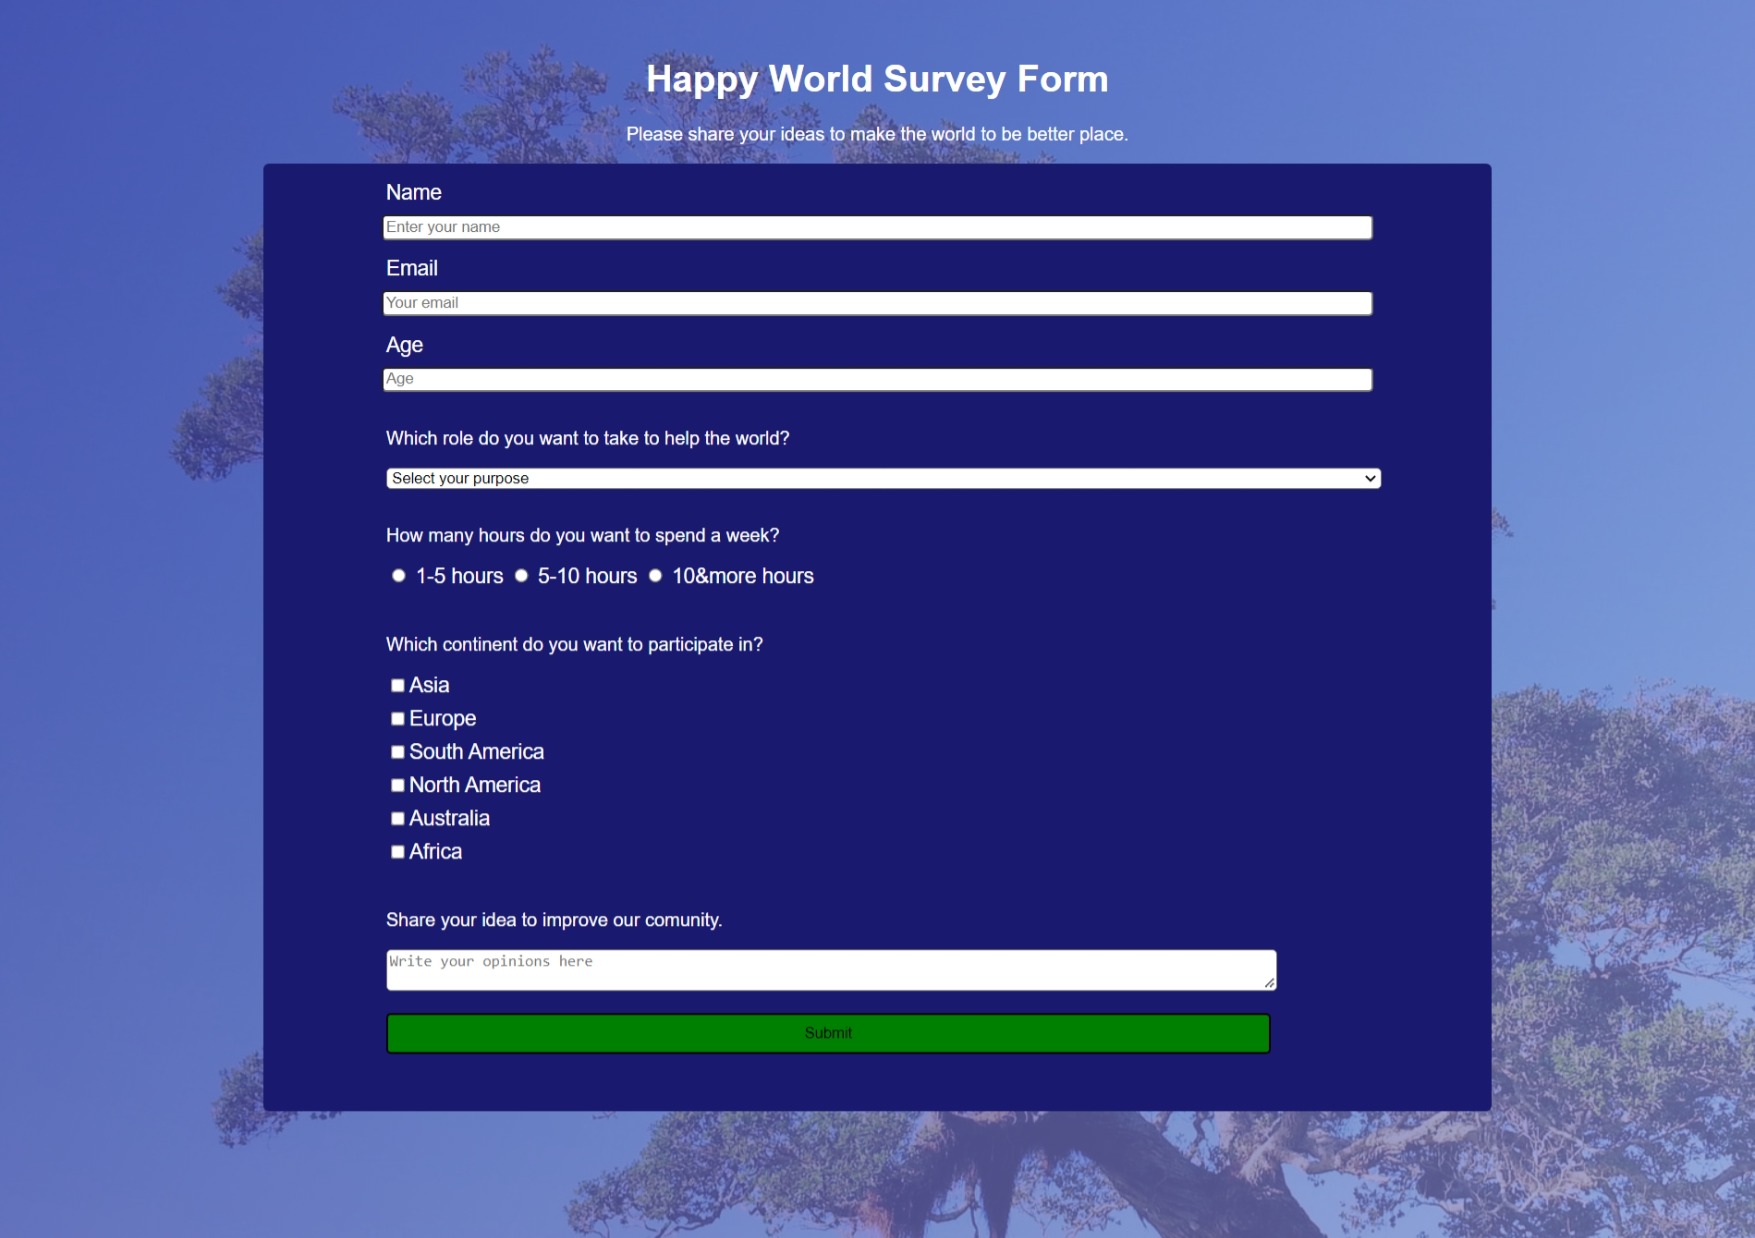 Happy World Survey Form
Please share your ideas to make the world to be better place.
Name
Enter your name
Email
Your email
Age
Age
Which role do you want to take to help the world?
Select your purpose
How many hours do you want to spend a week?
1-5 hours 5-10 hours 10&more hours
Which continent do you want to participate in?
Asia
Europe
South America
North America
Australia
Africa
Share your idea to improve our comunity.
Write your opinions here
Submit